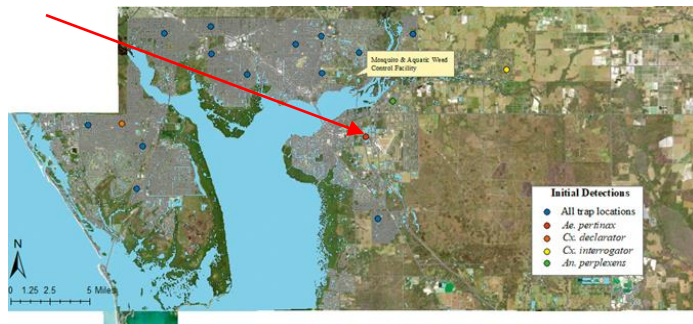 Mosquito & Aquatic Weed
Control Facility
Initial Detections
All trap locations
Ae. pertinax
Cx. declarator
Cx. interrogator
An. perplexens
N
0 1.25 2.5 5 Miles